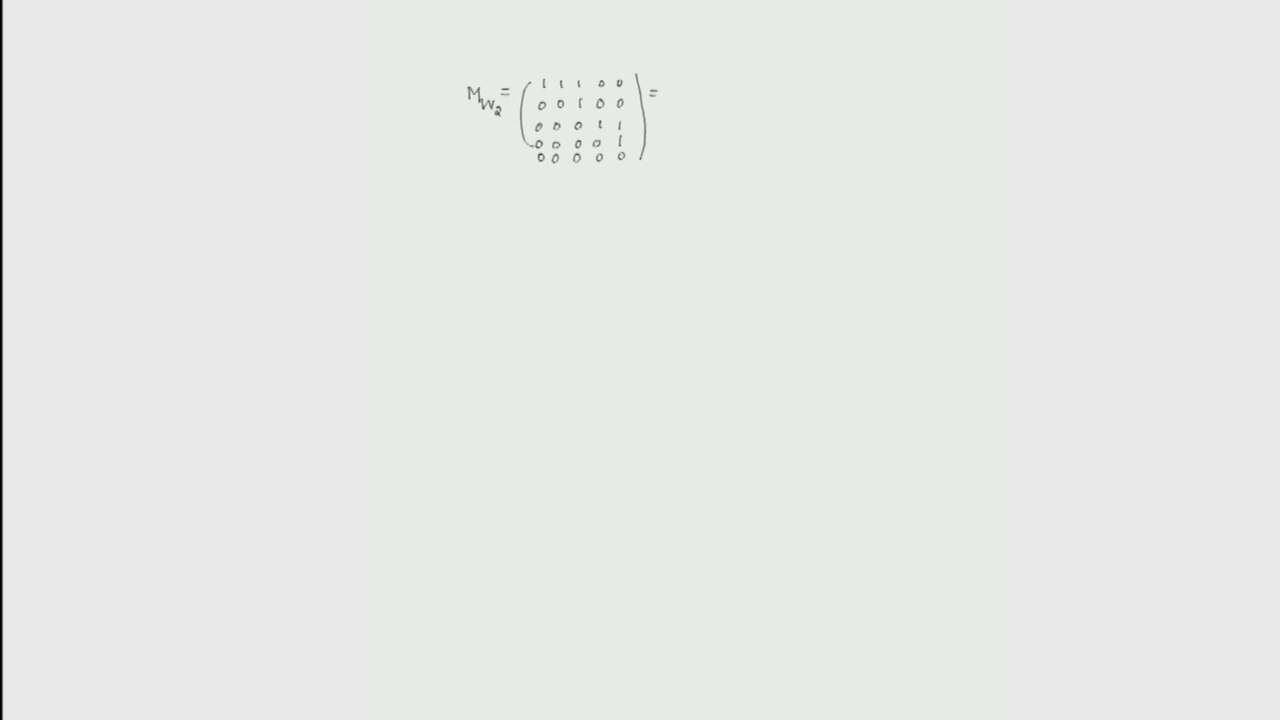 M_{W_2} = ( 1 1 1 0 0 ) =
0 0 1 0 0
0 0 0 1 1
0 0 0 0 1
0 0 0 0 0